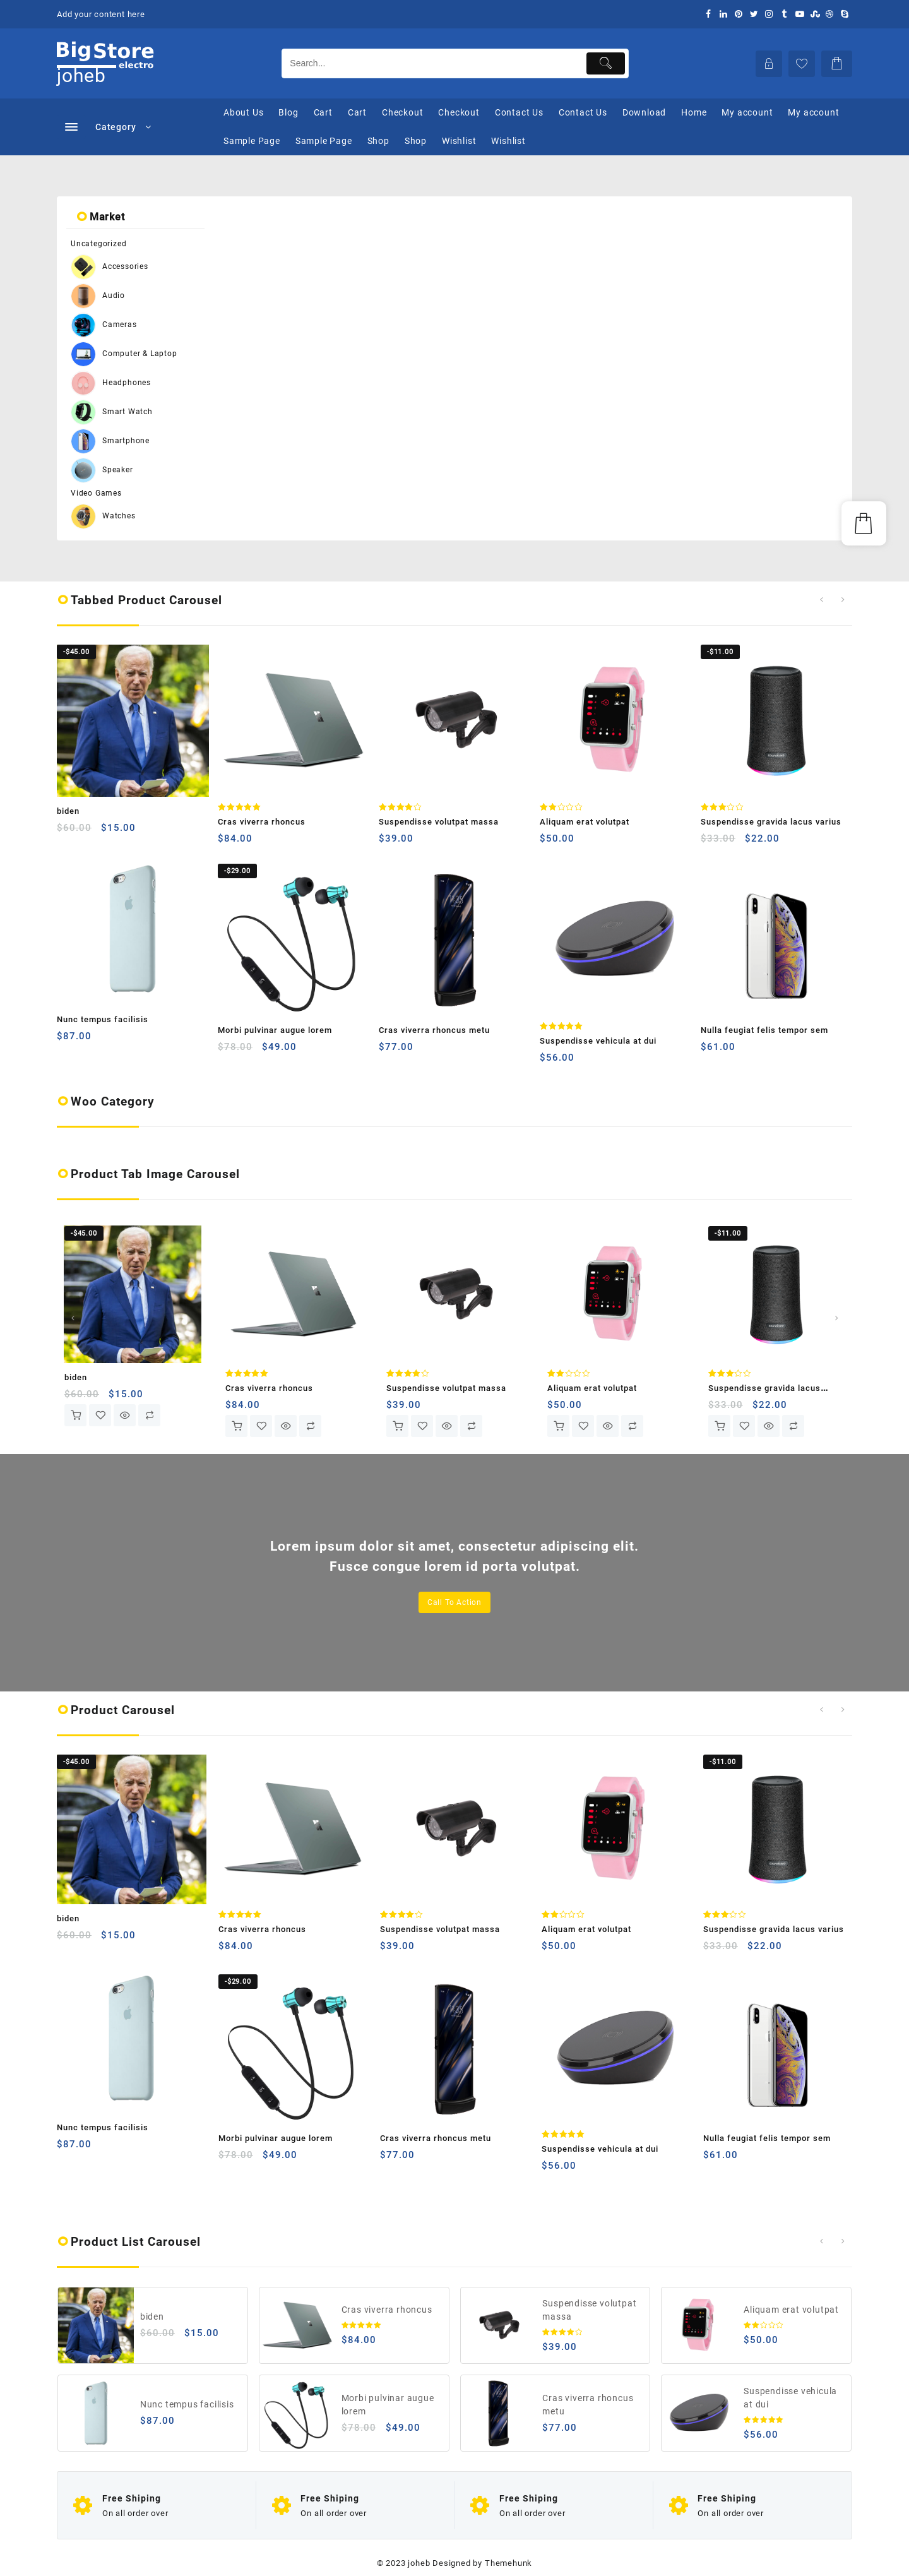 Add your content here
BigStore
electro
joheb
Search...
Category
About Us Blog Cart Cart Checkout Checkout Contact Us Contact Us Download Home My account My account
Sample Page Sample Page Shop Shop Wishlist Wishlist
Market
Uncategorized
Accessories
Audio
Cameras
Computer & Laptop
Headphones
Smart Watch
Smartphone
Speaker
Video Games
Watches
Tabbed Product Carousel
-$45.00
biden
$60.00 $15.00
Cras viverra rhoncus
$84.00
Suspendisse volutpat massa
$39.00
Aliquam erat volutpat
$50.00
-$11.00
Suspendisse gravida lacus varius
$33.00 $22.00
Nunc tempus facilisis
$87.00
-$29.00
Morbi pulvinar augue lorem
$78.00 $49.00
Cras viverra rhoncus metu
$77.00
Suspendisse vehicula at dui
$56.00
Nulla feugiat felis tempor sem
$61.00
Woo Category
Product Tab Image Carousel
-$45.00
biden
$60.00 $15.00
Cras viverra rhoncus
$84.00
Suspendisse volutpat massa
$39.00
Aliquam erat volutpat
$50.00
-$11.00
Suspendisse gravida lacus...
$33.00 $22.00
Lorem ipsum dolor sit amet, consectetur adipiscing elit.
Fusce congue lorem id porta volutpat.
Call To Action
Product Carousel
-$45.00
biden
$60.00 $15.00
Cras viverra rhoncus
$84.00
Suspendisse volutpat massa
$39.00
Aliquam erat volutpat
$50.00
-$11.00
Suspendisse gravida lacus varius
$33.00 $22.00
Nunc tempus facilisis
$87.00
-$29.00
Morbi pulvinar augue lorem
$78.00 $49.00
Cras viverra rhoncus metu
$77.00
Suspendisse vehicula at dui
$56.00
Nulla feugiat felis tempor sem
$61.00
Product List Carousel
biden
$60.00 $15.00
Cras viverra rhoncus
$84.00
Suspendisse volutpat
massa
$39.00
Aliquam erat volutpat
$50.00
Nunc tempus facilisis
$87.00
Morbi pulvinar augue
lorem
$78.00 $49.00
Cras viverra rhoncus
metu
$77.00
Suspendisse vehicula
at dui
$56.00
Free Shiping
On all order over
Free Shiping
On all order over
Free Shiping
On all order over
Free Shiping
On all order over
© 2023 joheb Designed by Themehunk